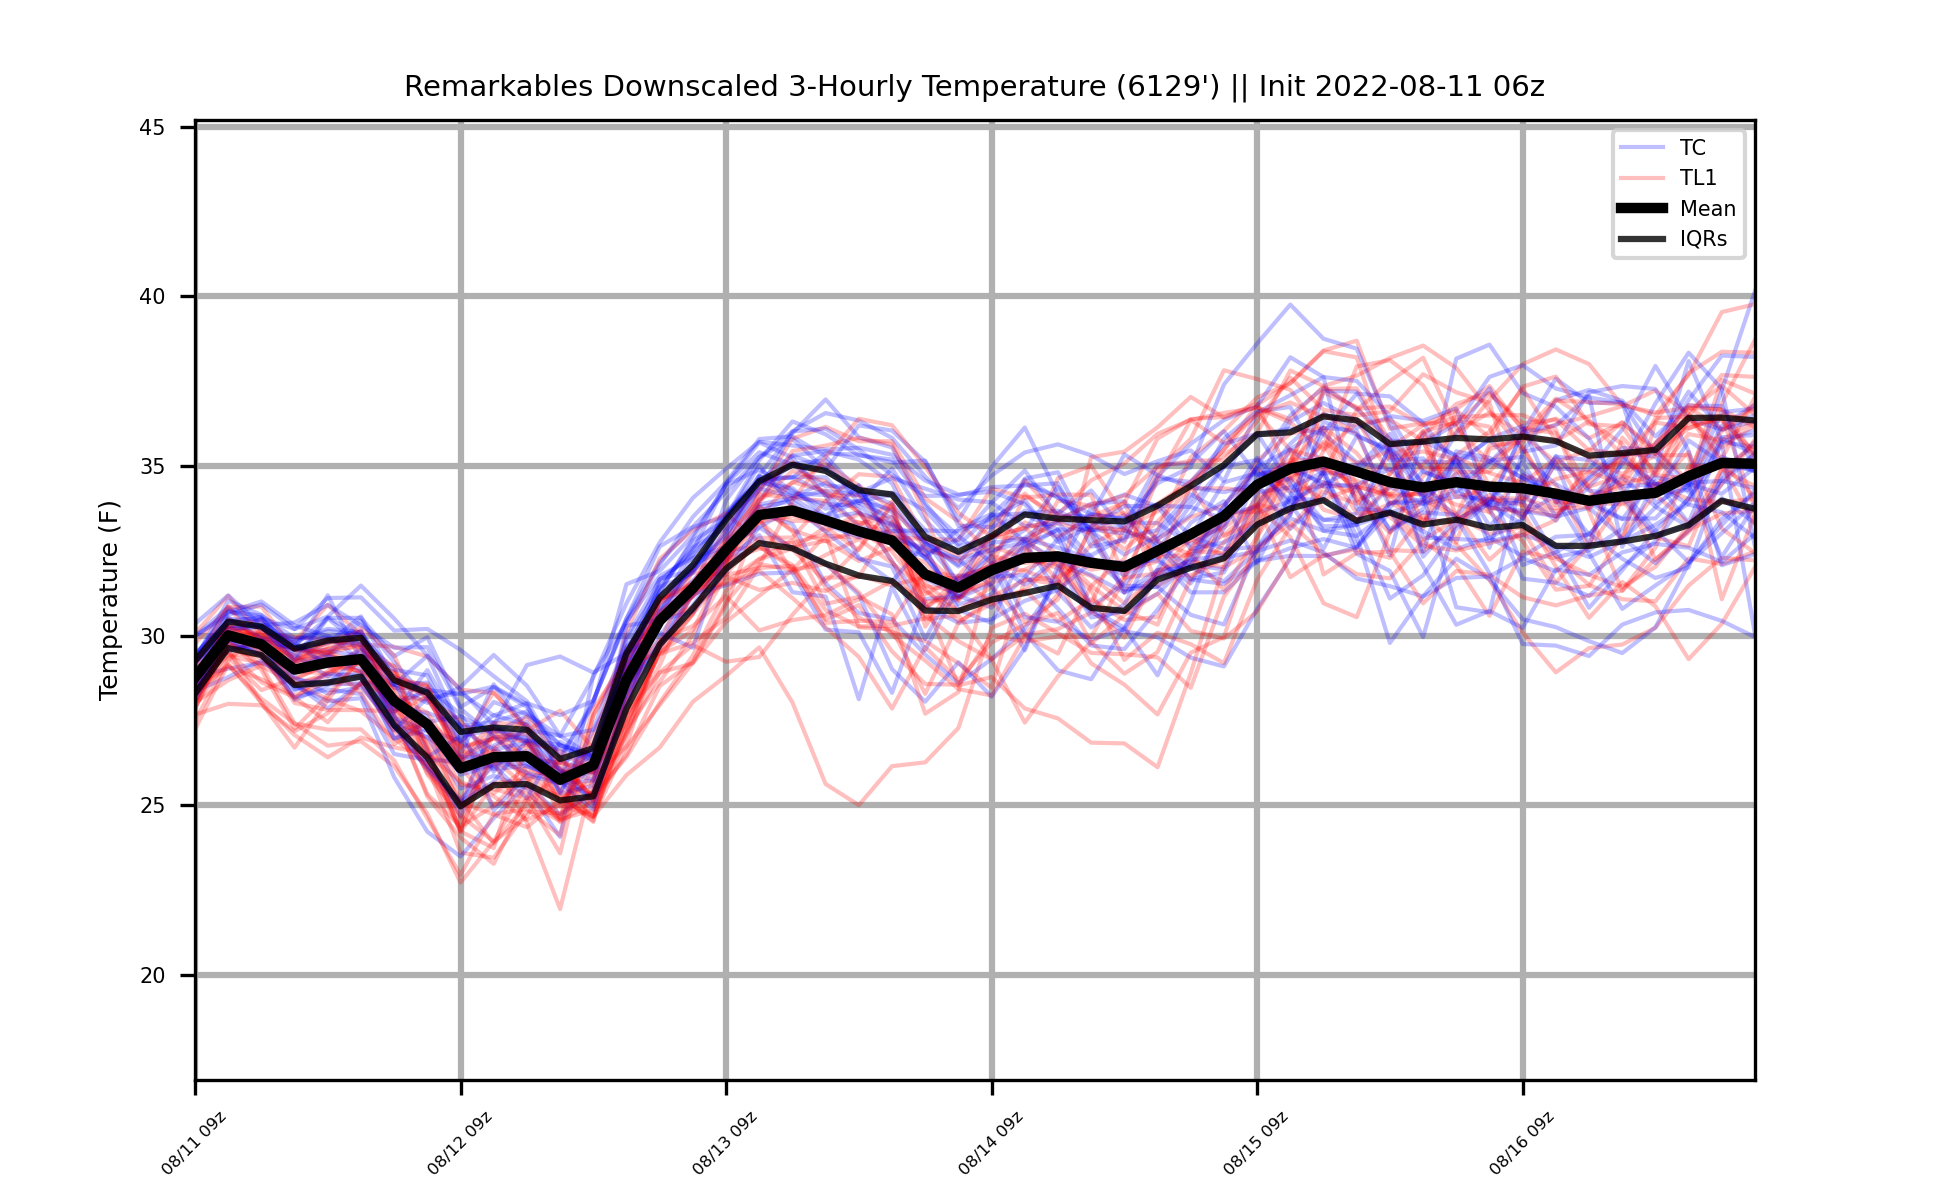 Remarkables Downscaled 3-Hourly Temperature (6129') || Init 2022-08-11 06z
45
40
35
30
25
20
Temperature (F)
TC
TL1
Mean
IQRs
08/11 09z
08/12 09z
08/13 09z
08/14 09z
08/15 09z
08/16 09z